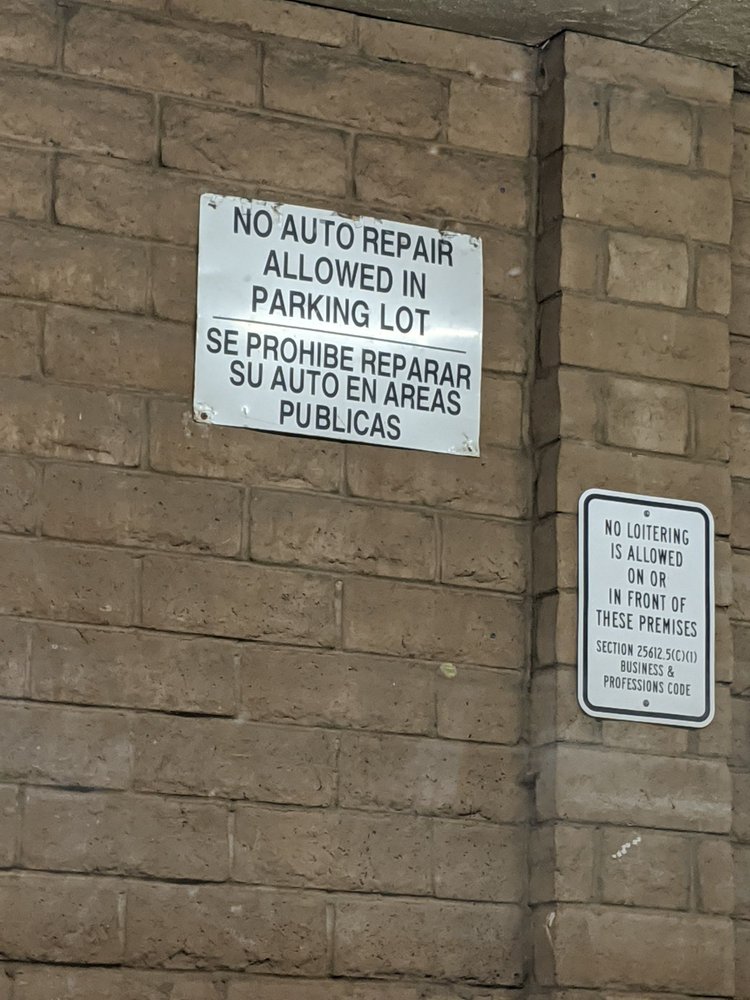 NO AUTO REPAIR
ALLOWED IN
PARKING LOT
SE PROHIBE REPARAR
SU AUTO EN AREAS
PUBLICAS
NO LOITERING
IS ALLOWED
ON OR
IN FRONT OF
THESE PREMISES
SECTION 25612.5(C)(1)
BUSINESS &
PROFESSIONS CODE